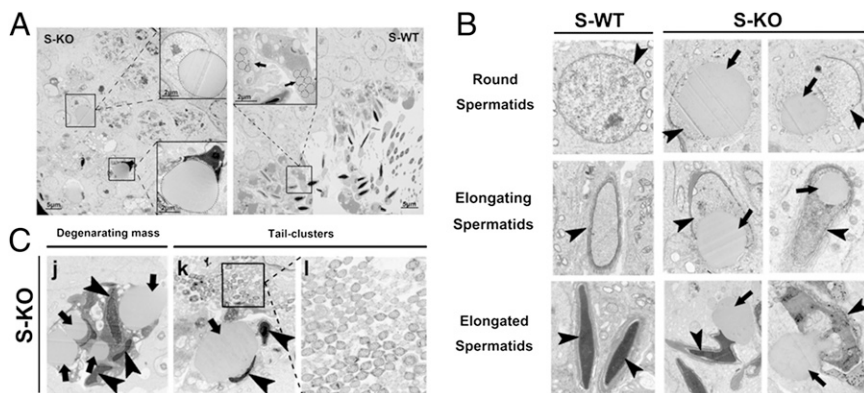 A
S-KO
S-WT
2μm
2μm
2μm
5μm
5μm
B
S-WT
S-KO
Round
Spermatids
Elongating
Spermatids
Elongated
Spermatids
C
Degenarating mass
Tail-clusters
S-KO
j
k
l